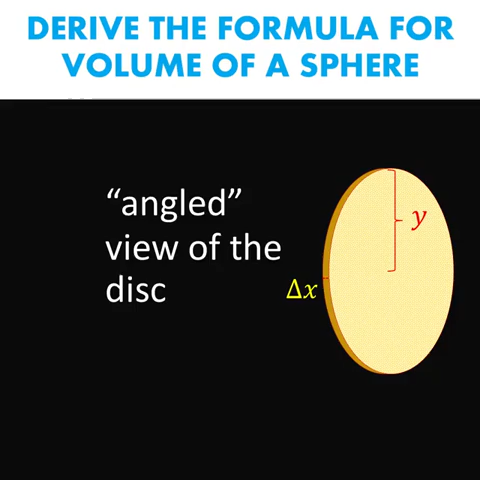 DERIVE THE FORMULA FOR
VOLUME OF A SPHERE
“angled”
view of the
disc
y
Δx